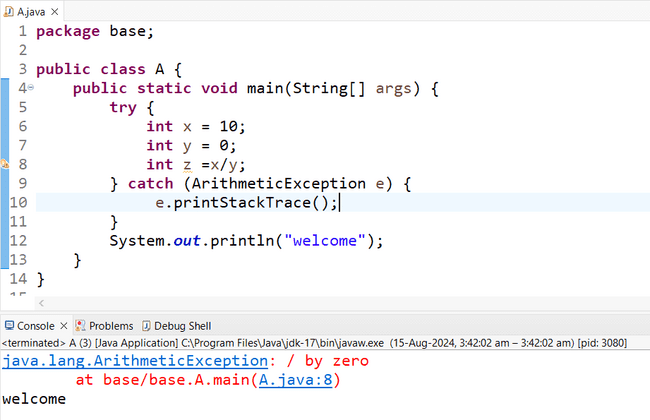 A.java
1 package base;
2
3 public class A {
4 public static void main(String[] args) {
5 try {
6 int x = 10;
7 int y = 0;
8 int z =x/y;
9 } catch (ArithmeticException e) {
10 e.printStackTrace();
11 }
12 System.out.println("welcome");
13 }
14 }
15
Console Problems Debug Shell
<terminated> A (3) [Java Application] C:\Program Files\Java\jdk-17\bin\javaw.exe (15-Aug-2024, 3:42:02 am – 3:42:02 am) [pid: 3080]
java.lang.ArithmeticException: / by zero
at base/base.A.main(A.java:8)
welcome